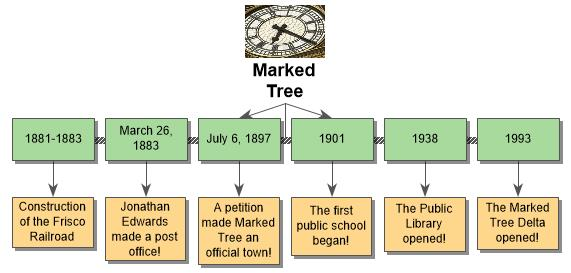 Marked
Tree
1881-1883
March 26,
1883
July 6, 1897
1901
1938
1993
Construction
of the Frisco
Railroad
Jonathan
Edwards
made a post
office!
A petition
made Marked
Tree an
official town!
The first
public school
began!
The Public
Library
opened!
The Marked
Tree Delta
opened!